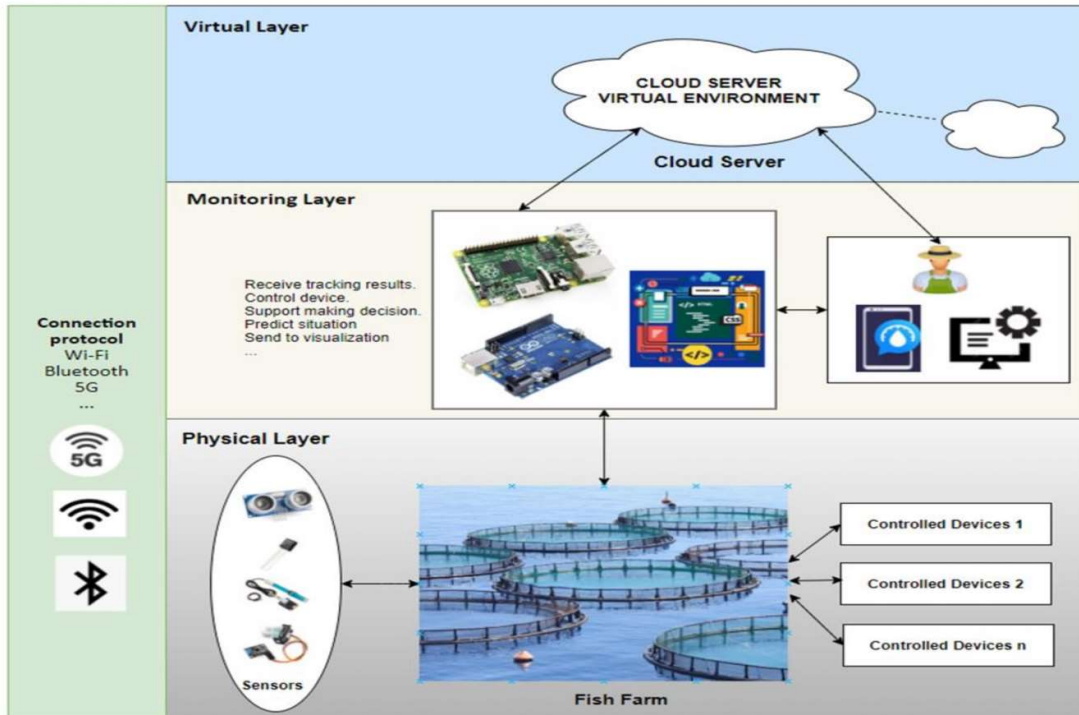 Virtual Layer
CLOUD SERVER
VIRTUAL ENVIRONMENT
Cloud Server
Monitoring Layer
Receive tracking results.
Control device.
Support making decision.
Predict situation
Send to visualization
...
HTML
CSS
</>
Connection
protocol
Wi-Fi
Bluetooth
5G
...
5G
Physical Layer
Sensors
Fish Farm
Controlled Devices 1
Controlled Devices 2
Controlled Devices n